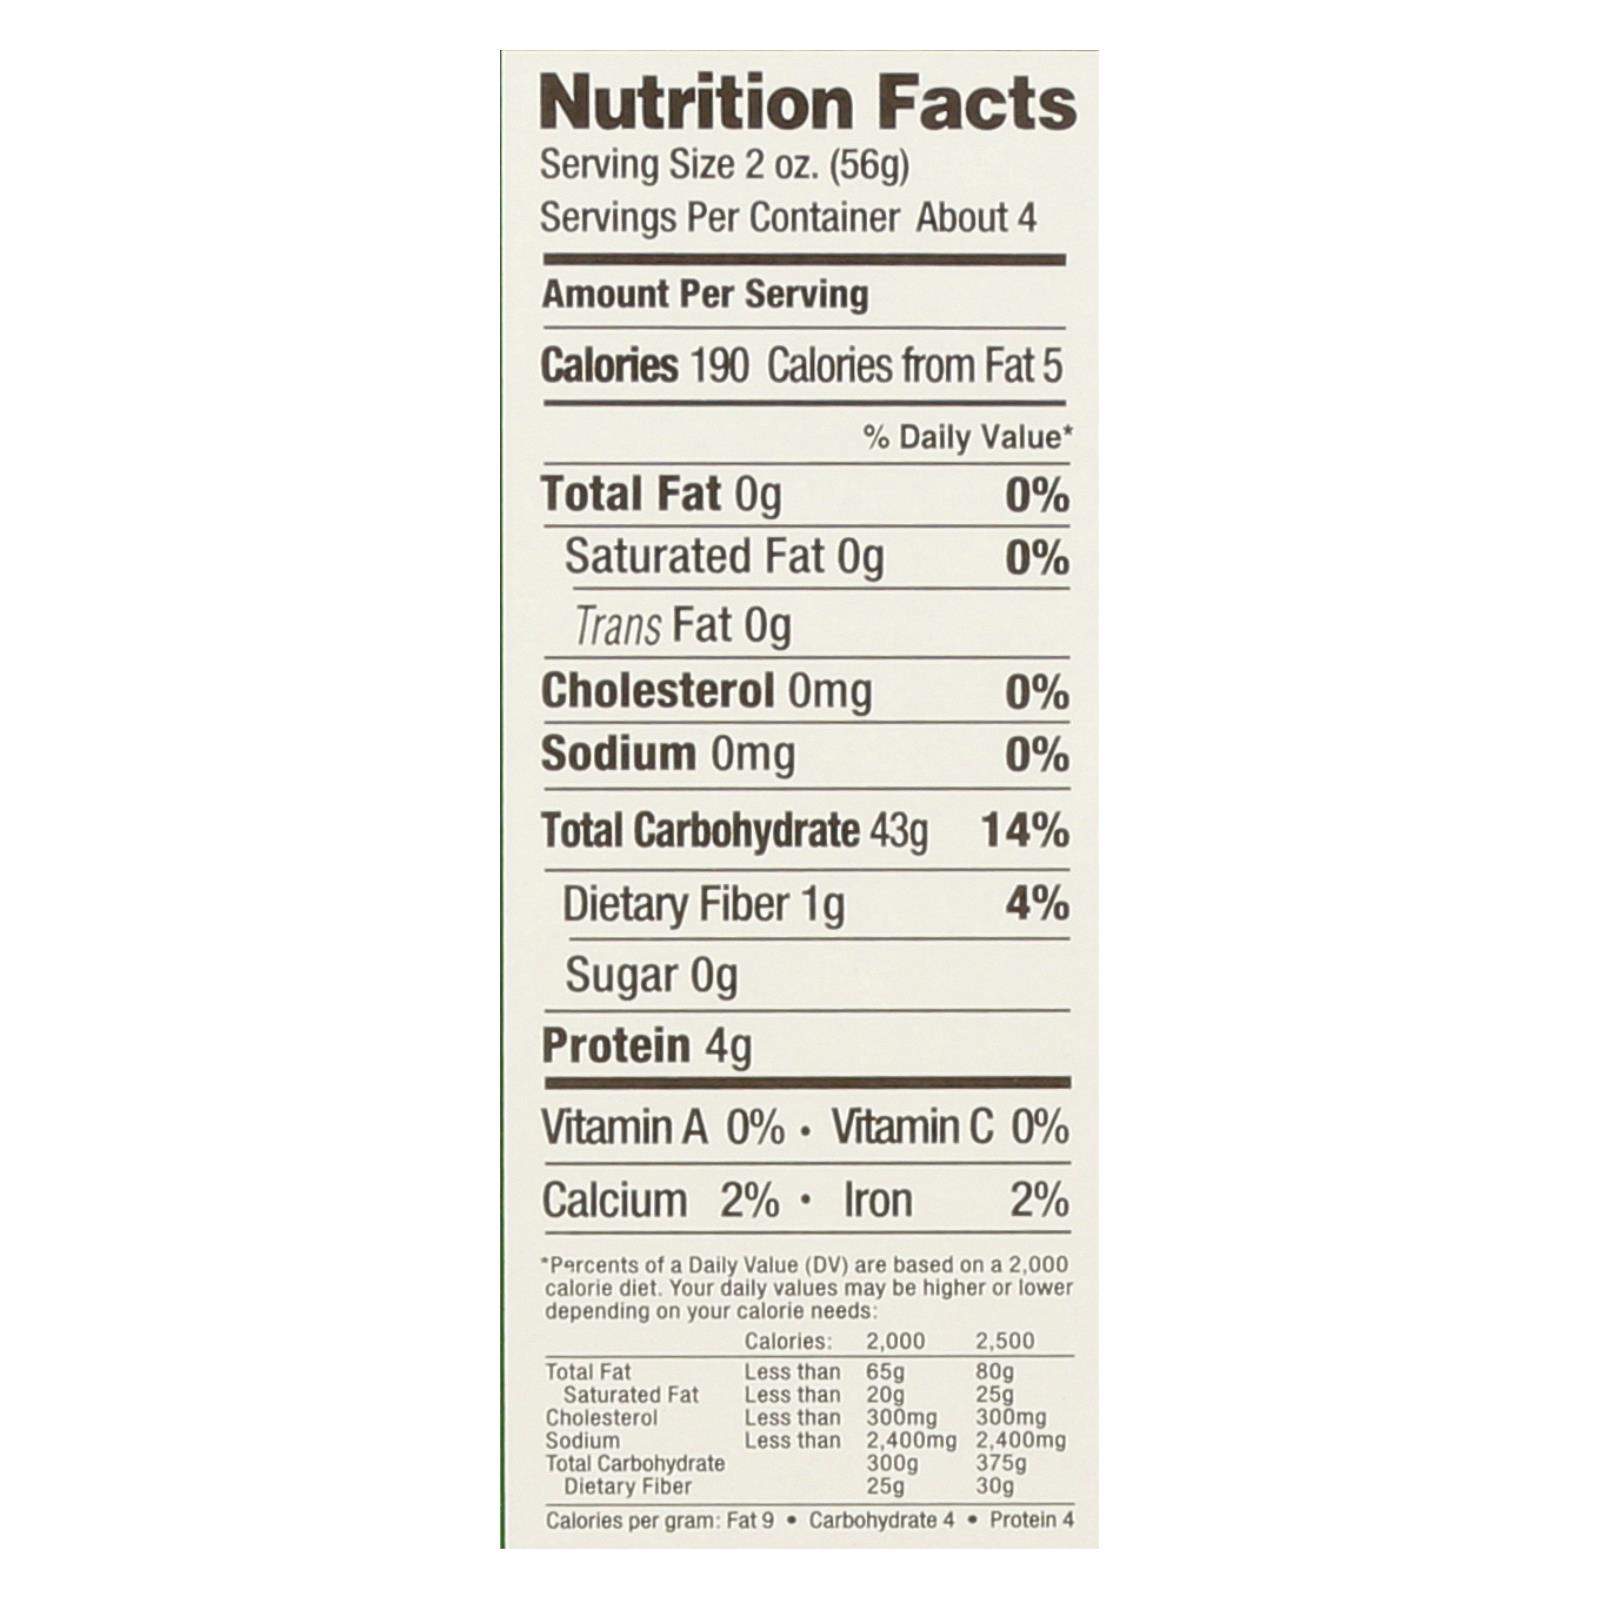 Nutrition Facts
Serving Size 2 oz. (56g)
Servings Per Container About 4
Amount Per Serving
Calories 190 Calories from Fat 5
% Daily Value*
Total Fat 0g 0%
Saturated Fat 0g 0%
Trans Fat 0g
Cholesterol 0mg 0%
Sodium 0mg 0%
Total Carbohydrate 43g 14%
Dietary Fiber 1g 4%
Sugar 0g
Protein 4g
Vitamin A 0% • Vitamin C 0%
Calcium 2% • Iron 2%
*Percents of a Daily Value (DV) are based on a 2,000
calorie diet. Your daily values may be higher or lower
depending on your calorie needs:
Calories: 2,000 2,500
Total Fat Less than 65g 80g
Saturated Fat Less than 20g 25g
Cholesterol Less than 300mg 300mg
Sodium Less than 2,400mg 2,400mg
Total Carbohydrate 300g 375g
Dietary Fiber 25g 30g
Calories per gram: Fat 9 • Carbohydrate 4 • Protein 4